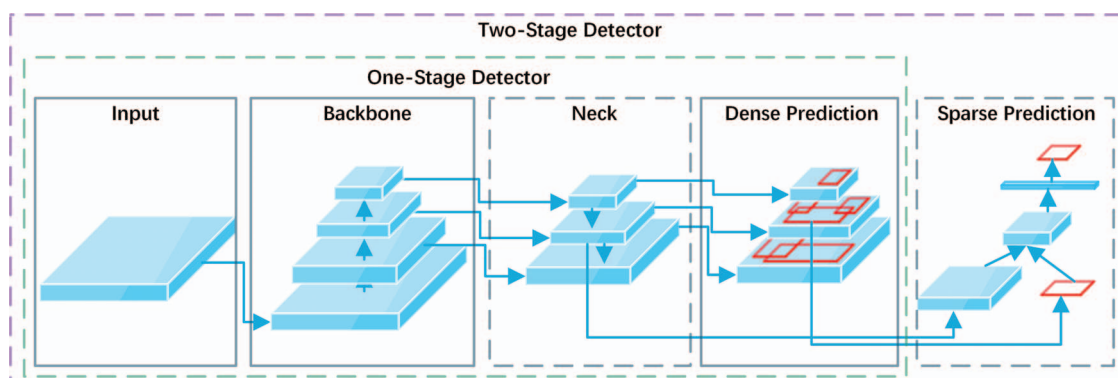 Two-Stage Detector
One-Stage Detector
Input
Backbone
Neck
Dense Prediction
Sparse Prediction